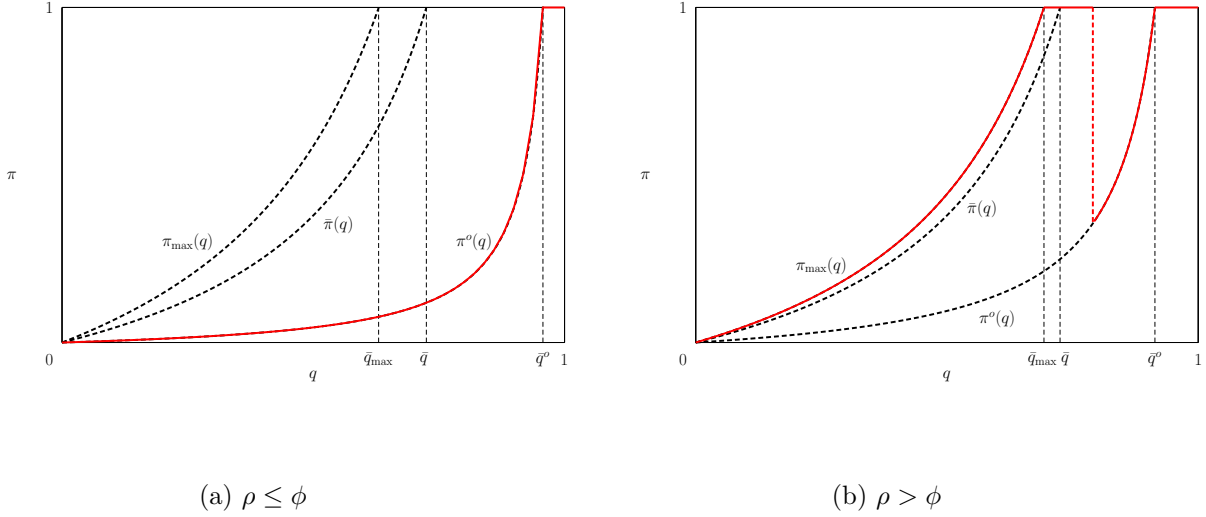 1
π
π_max(q)
π̄(q)
π^o(q)
0
q̄_max
q̄
q̄^o
1
q
(a) ρ ≤ ϕ
1
π
π̄(q)
π_max(q)
π^o(q)
0
q̄_max
q̄
q̄^o
1
q
(b) ρ > ϕ